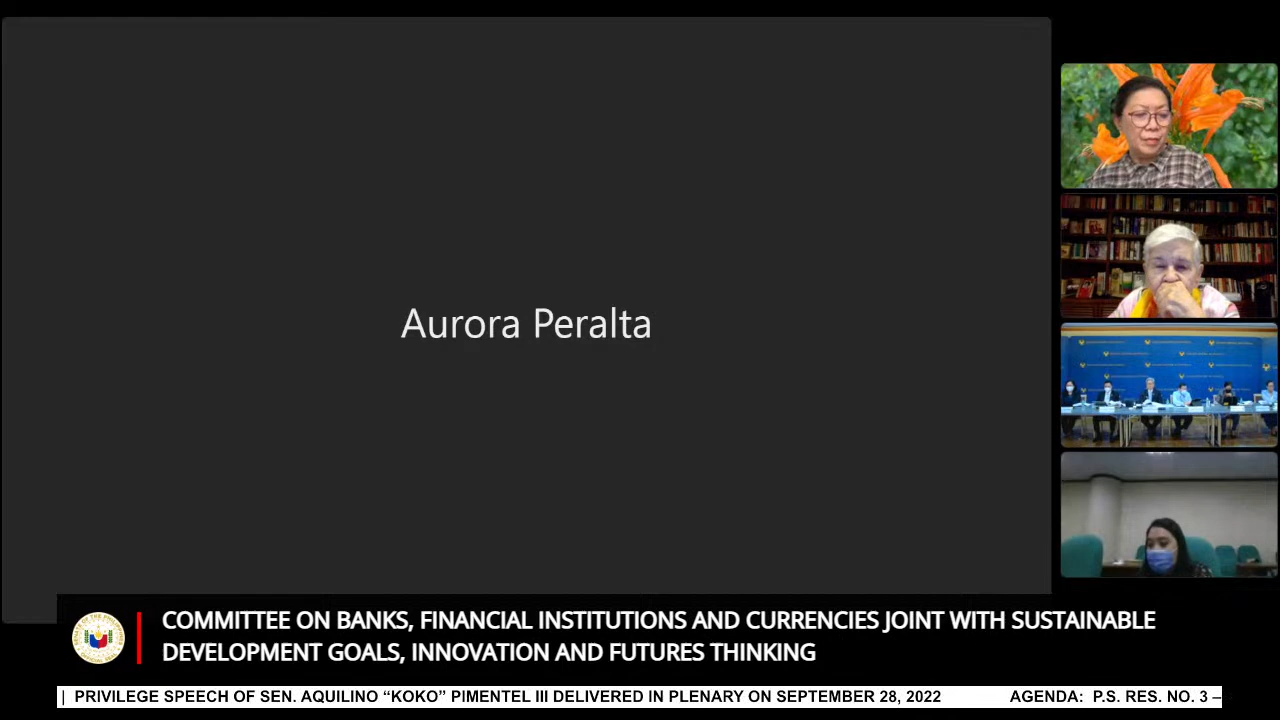 Aurora Peralta
COMMITTEE ON BANKS, FINANCIAL INSTITUTIONS AND CURRENCIES JOINT WITH SUSTAINABLE
DEVELOPMENT GOALS, INNOVATION AND FUTURES THINKING
| PRIVILEGE SPEECH OF SEN. AQUILINO “KOKO” PIMENTEL III DELIVERED IN PLENARY ON SEPTEMBER 28, 2022 AGENDA: P.S. RES. NO. 3 –